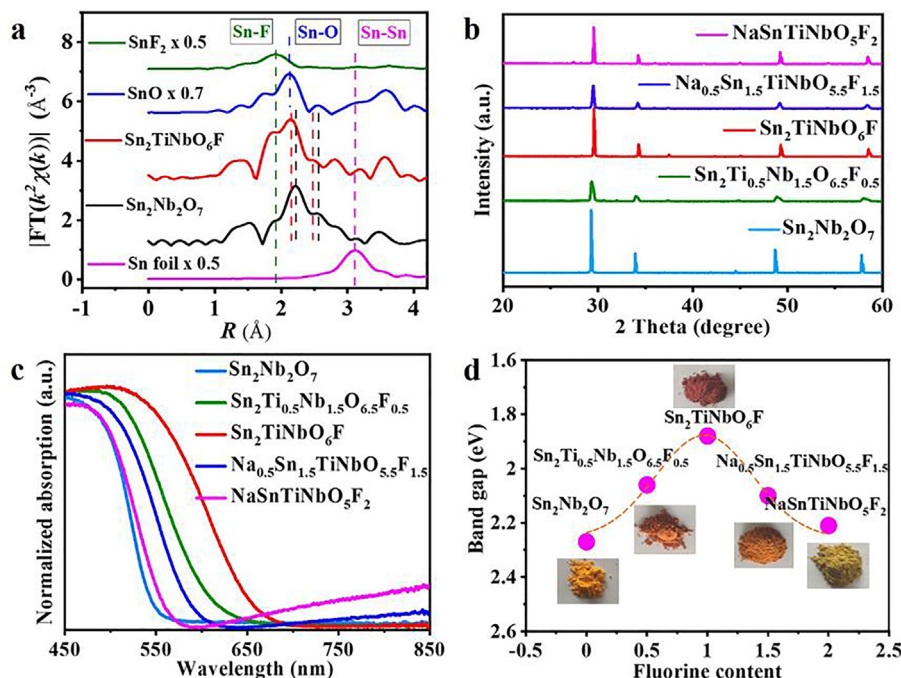 a
Sn-F
Sn-O
Sn-Sn
SnF₂ x 0.5
SnO x 0.7
Sn₂TiNbO₆F
Sn₂Nb₂O₇
Sn foil x 0.5
|FT(k²χ(k))| (Å⁻³)
8
6
4
2
0
-1 0 1 2 3 4
R (Å)
b
NaSnTiNbO₅F₂
Na₀.₅Sn₁.₅TiNbO₅.₅F₁.₅
Sn₂TiNbO₆F
Sn₂Ti₀.₅Nb₁.₅O₆.₅F₀.₅
Sn₂Nb₂O₇
Intensity (a.u.)
20 30 40 50 60
2 Theta (degree)
c
Sn₂Nb₂O₇
Sn₂Ti₀.₅Nb₁.₅O₆.₅F₀.₅
Sn₂TiNbO₆F
Na₀.₅Sn₁.₅TiNbO₅.₅F₁.₅
NaSnTiNbO₅F₂
Normalized absorption (a.u.)
450 550 650 750 850
Wavelength (nm)
d
Sn₂TiNbO₆F
Sn₂Ti₀.₅Nb₁.₅O₆.₅F₀.₅
Na₀.₅Sn₁.₅TiNbO₅.₅F₁.₅
Sn₂Nb₂O₇
NaSnTiNbO₅F₂
Band gap (eV)
1.6
1.8
2.0
2.2
2.4
2.6
-0.5 0 0.5 1 1.5 2 2.5
Fluorine content